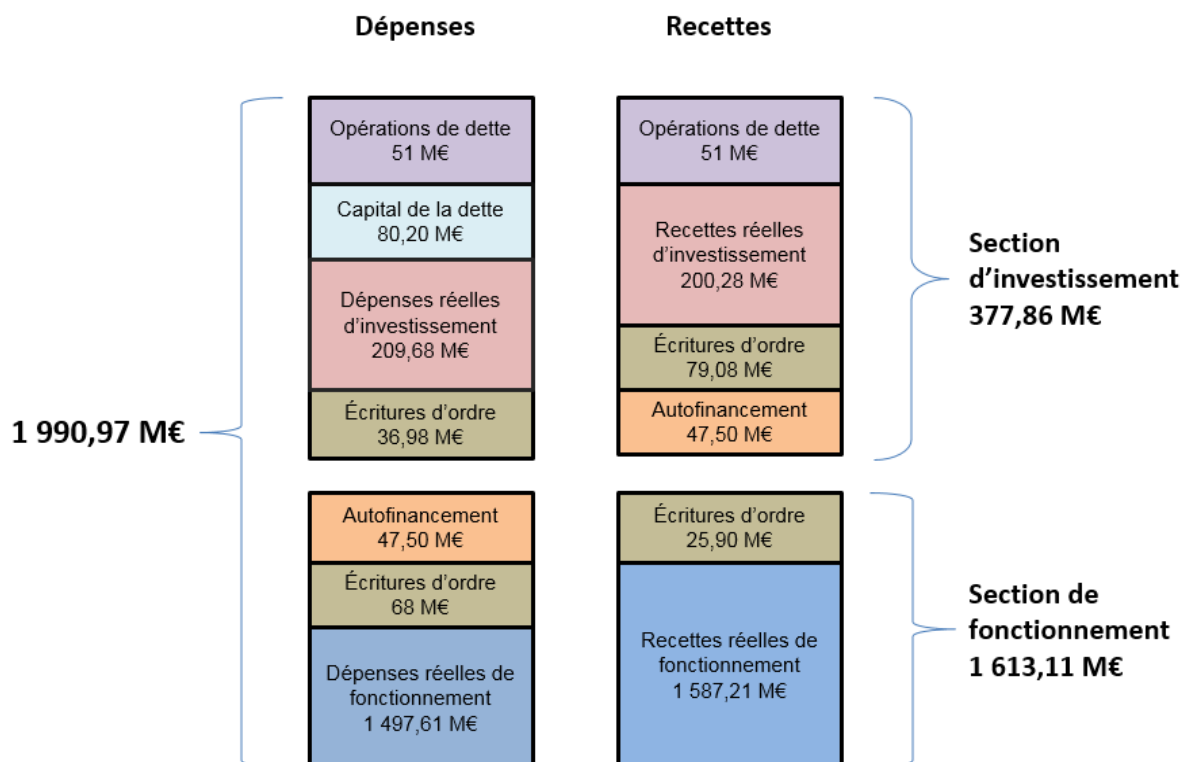 Dépenses
Recettes
Opérations de dette
51 M€
Capital de la dette
80,20 M€
Dépenses réelles
d'investissement
209,68 M€
Écritures d'ordre
36,98 M€
Opérations de dette
51 M€
Recettes réelles
d'investissement
200,28 M€
Écritures d'ordre
79,08 M€
Autofinancement
47,50 M€
Section
d'investissement
377,86 M€
1 990,97 M€
Autofinancement
47,50 M€
Écritures d'ordre
68 M€
Dépenses réelles de
fonctionnement
1 497,61 M€
Écritures d'ordre
25,90 M€
Recettes réelles de
fonctionnement
1 587,21 M€
Section de
fonctionnement
1 613,11 M€